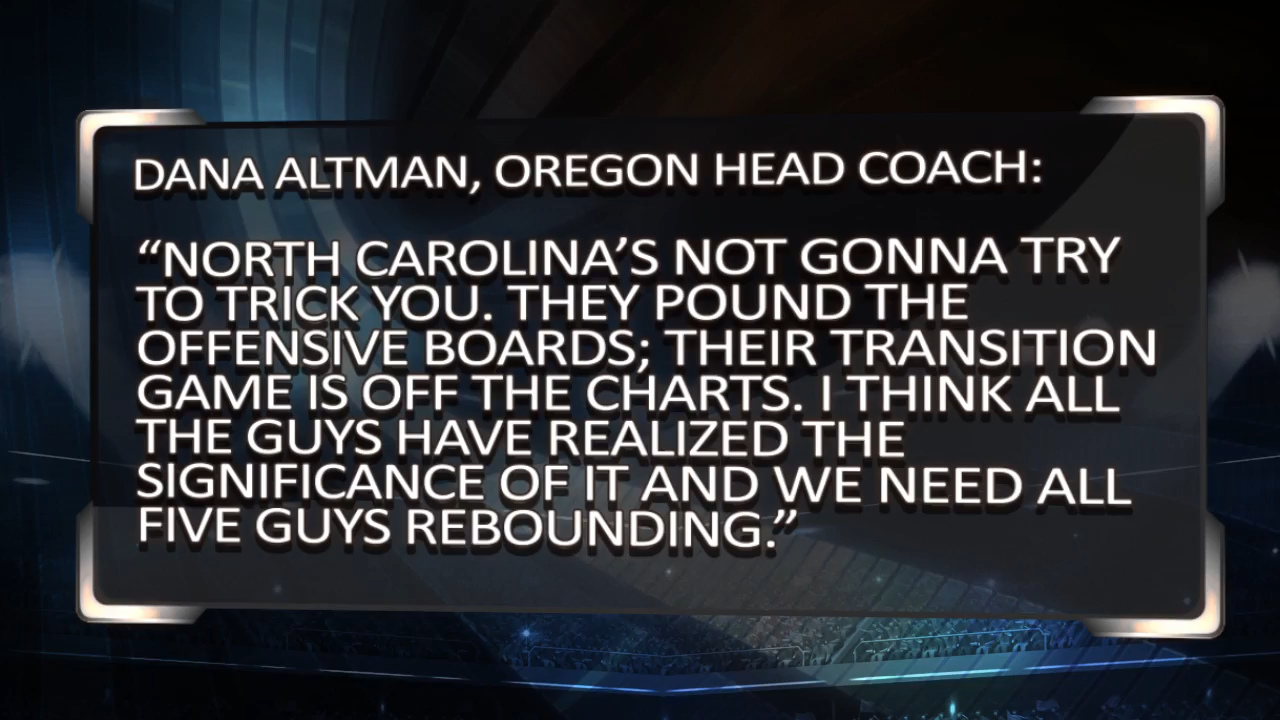 DANA ALTMAN, OREGON HEAD COACH:
“NORTH CAROLINA’S NOT GONNA TRY
TO TRICK YOU. THEY POUND THE
OFFENSIVE BOARDS; THEIR TRANSITION
GAME IS OFF THE CHARTS. I THINK ALL
THE GUYS HAVE REALIZED THE
SIGNIFICANCE OF IT AND WE NEED ALL
FIVE GUYS REBOUNDING.”